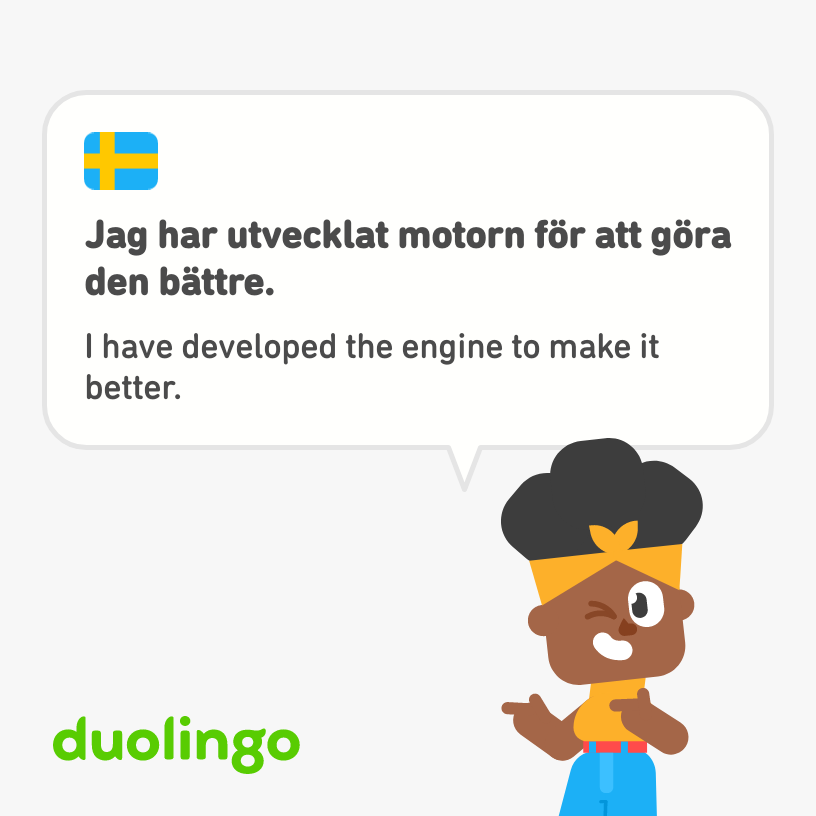 Jag har utvecklat motorn för att göra
den bättre.
I have developed the engine to make it
better.
duolingo